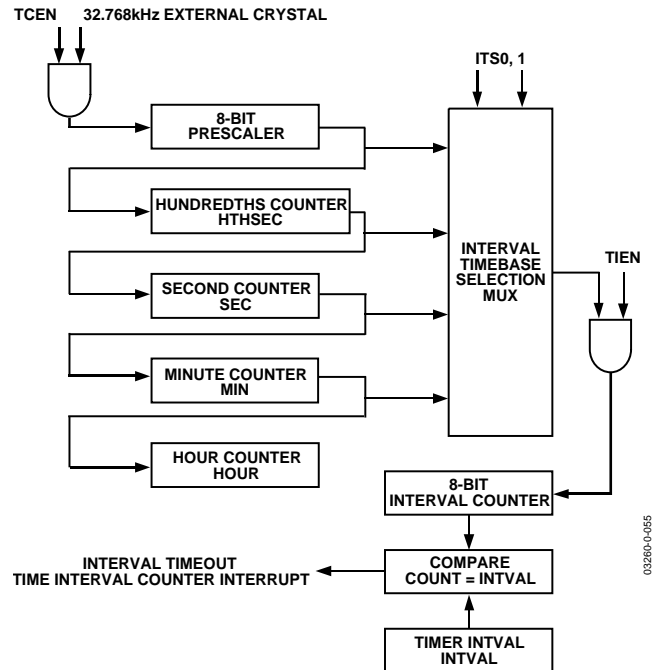 TCEN 32.768kHz EXTERNAL CRYSTAL
ITS0, 1
8-BIT
PRESCALER
HUNDREDTHS COUNTER
HTHSEC
INTERVAL
TIMEBASE
SELECTION
MUX
TIEN
SECOND COUNTER
SEC
MINUTE COUNTER
MIN
HOUR COUNTER
HOUR
8-BIT
INTERVAL COUNTER
INTERVAL TIMEOUT
TIME INTERVAL COUNTER INTERRUPT
COMPARE
COUNT = INTVAL
TIMER INTVAL
INTVAL
03260-0-055